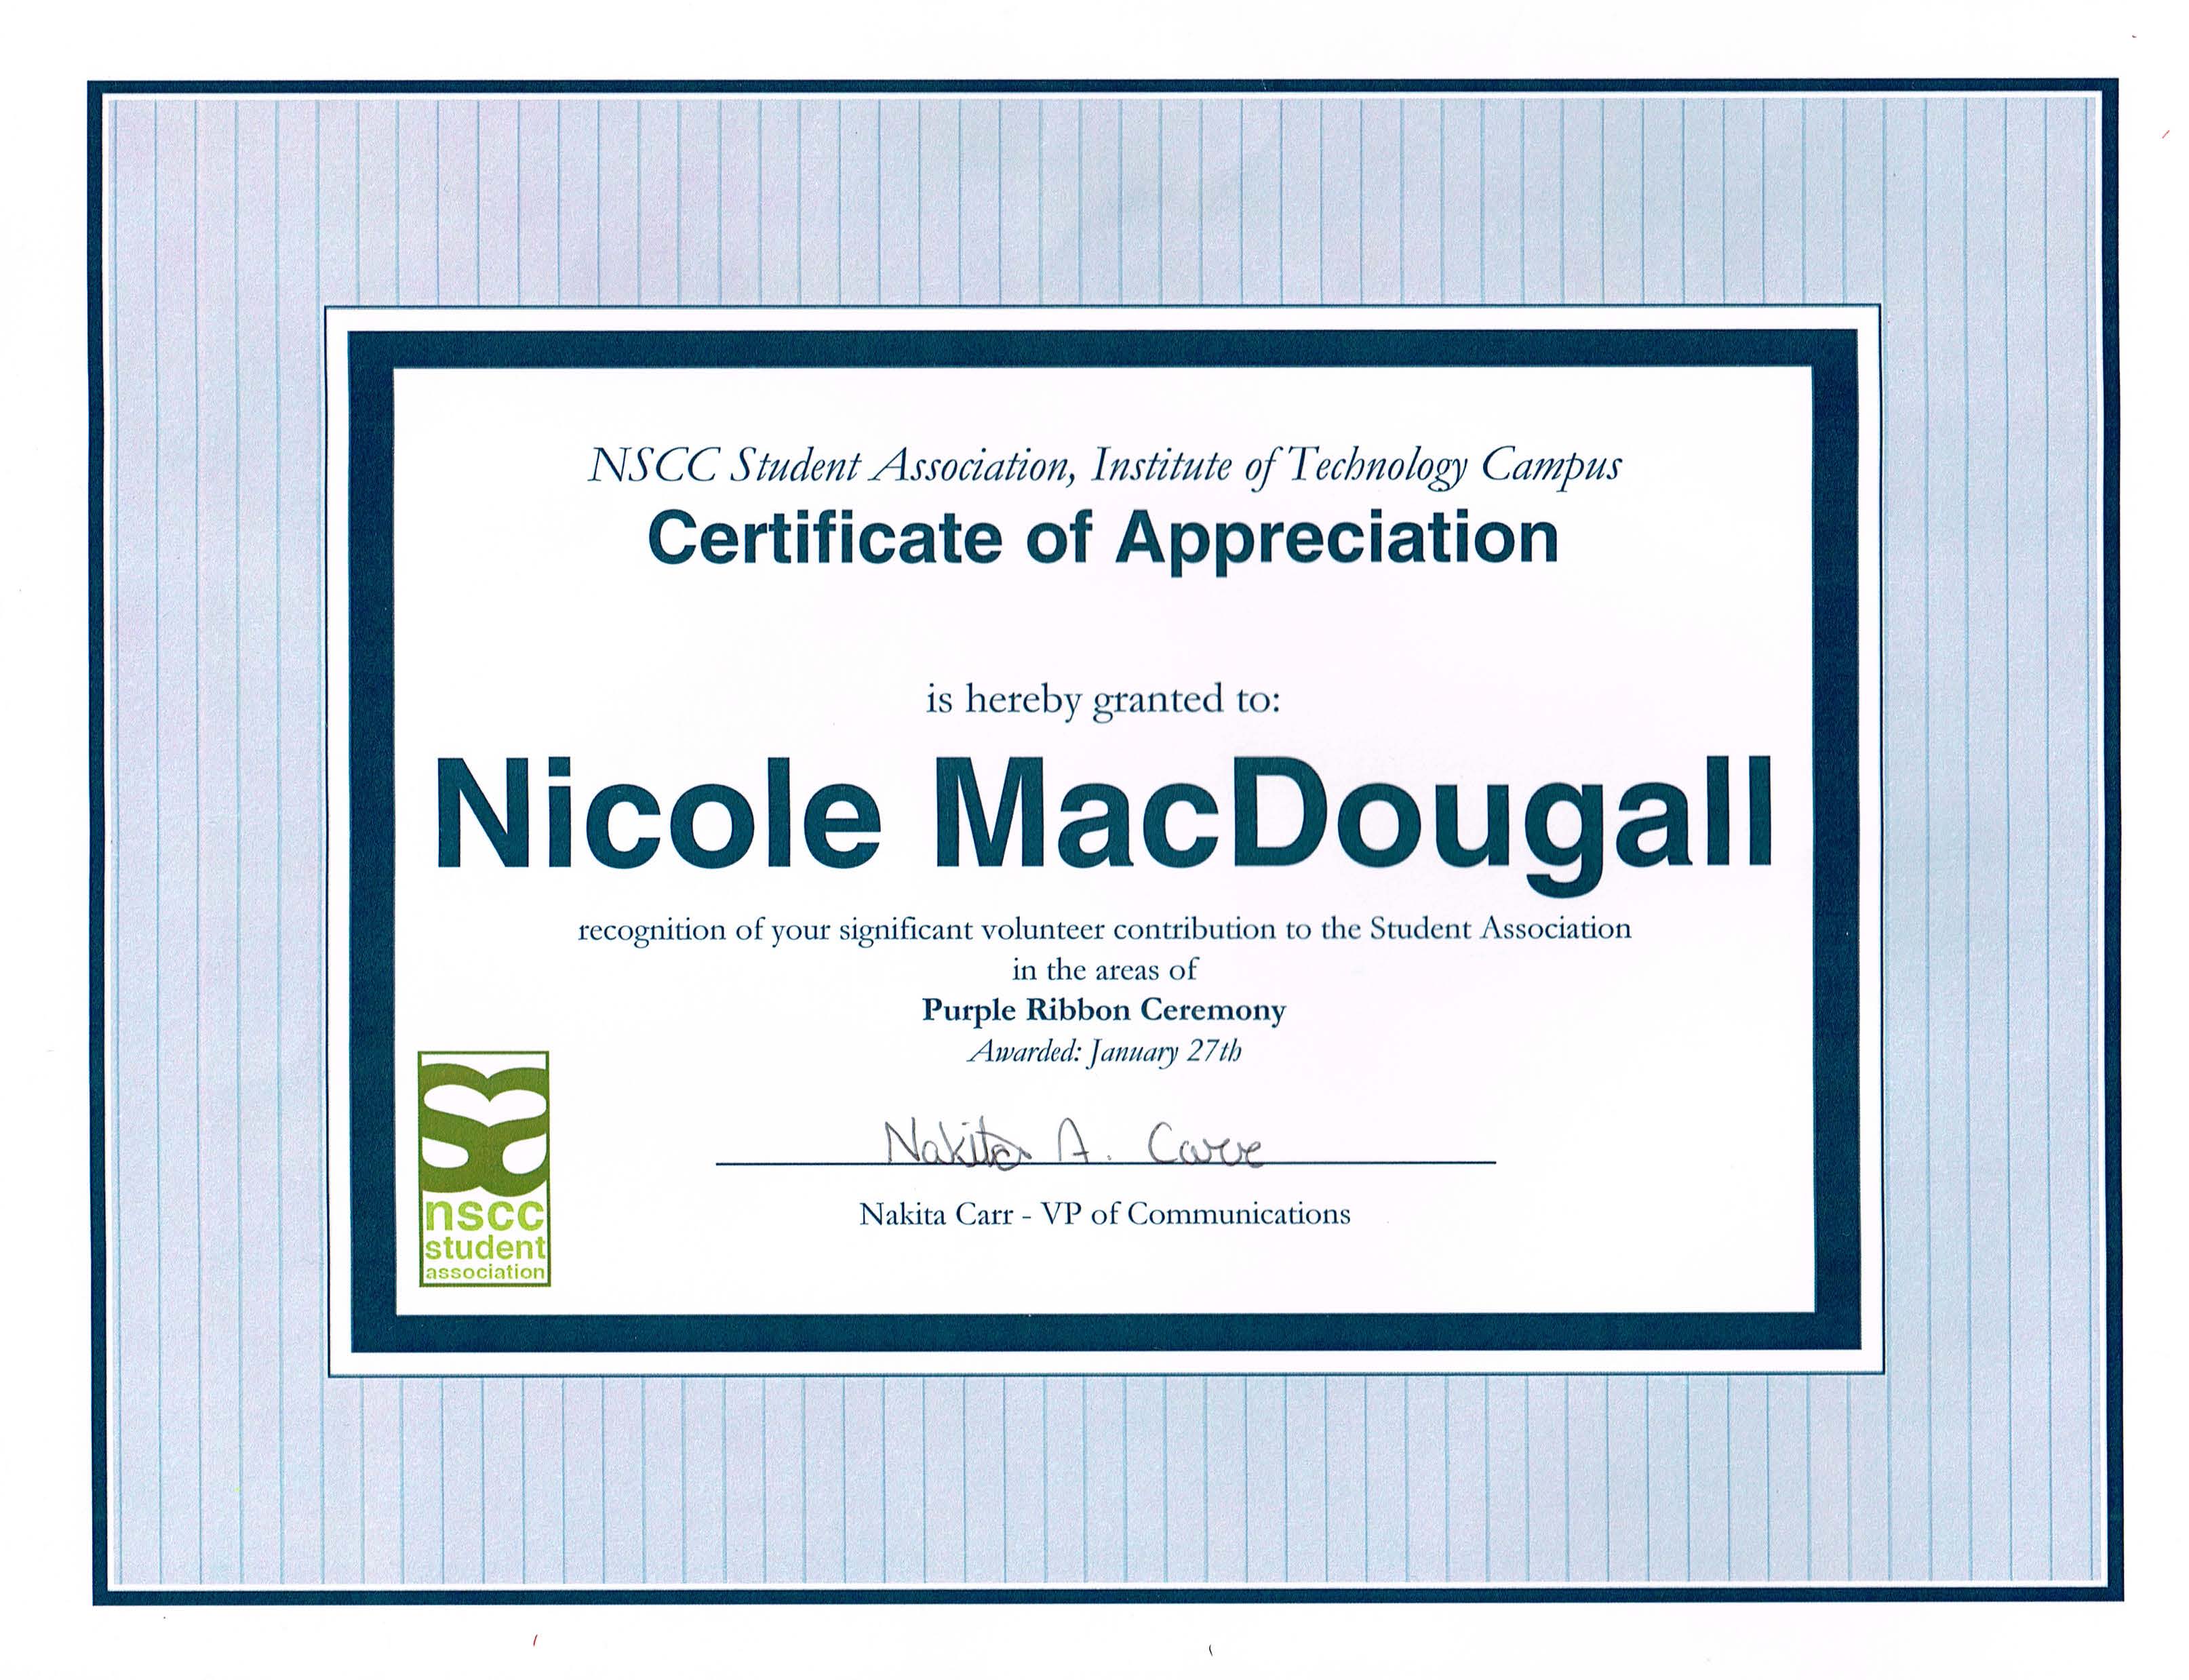 NSCC Student Association, Institute of Technology Campus
Certificate of Appreciation
is hereby granted to:
Nicole MacDougall
recognition of your significant volunteer contribution to the Student Association
in the areas of
Purple Ribbon Ceremony
Awarded: January 27th
Nakita A. Carr
Nakita Carr - VP of Communications
nscc
student
association